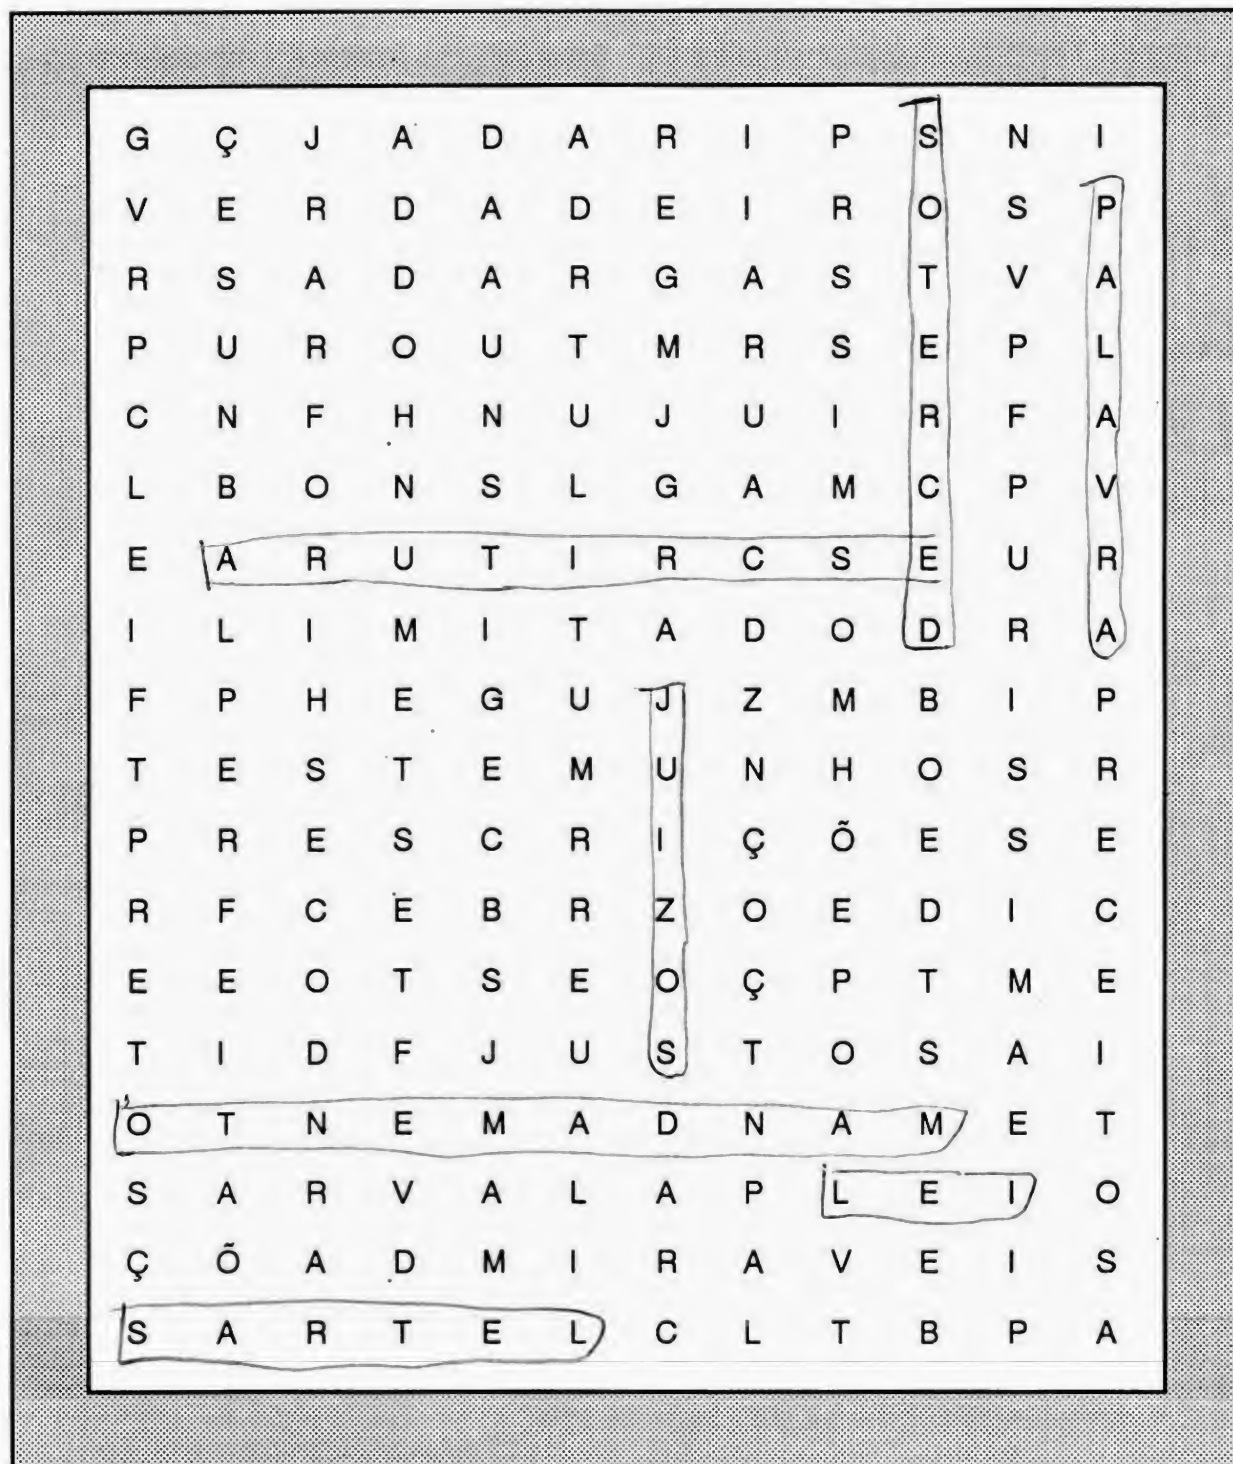 G Ç J A D A R I P S N I
V E R D A D E I R O S P
R S A D A R G A S T V A
P U R O U T M R S E P L
C N F H N U J U I R F A
L B O N S L G A M C P V
E A R U T I R C S E U R
I L I M I T A D O D R A
F P H E G U J Z M B I P
T E S T E M U N H O S R
P R E S C R I Ç Õ E S E
R F C E B R Z O E D I C
E E O T S E O Ç P T M E
T I D F J U S T O S A I
O T N E M A D N A M E T
S A R V A L A P L E I O
Ç Õ A D M I R A V E I S
S A R T E L C L T B P A